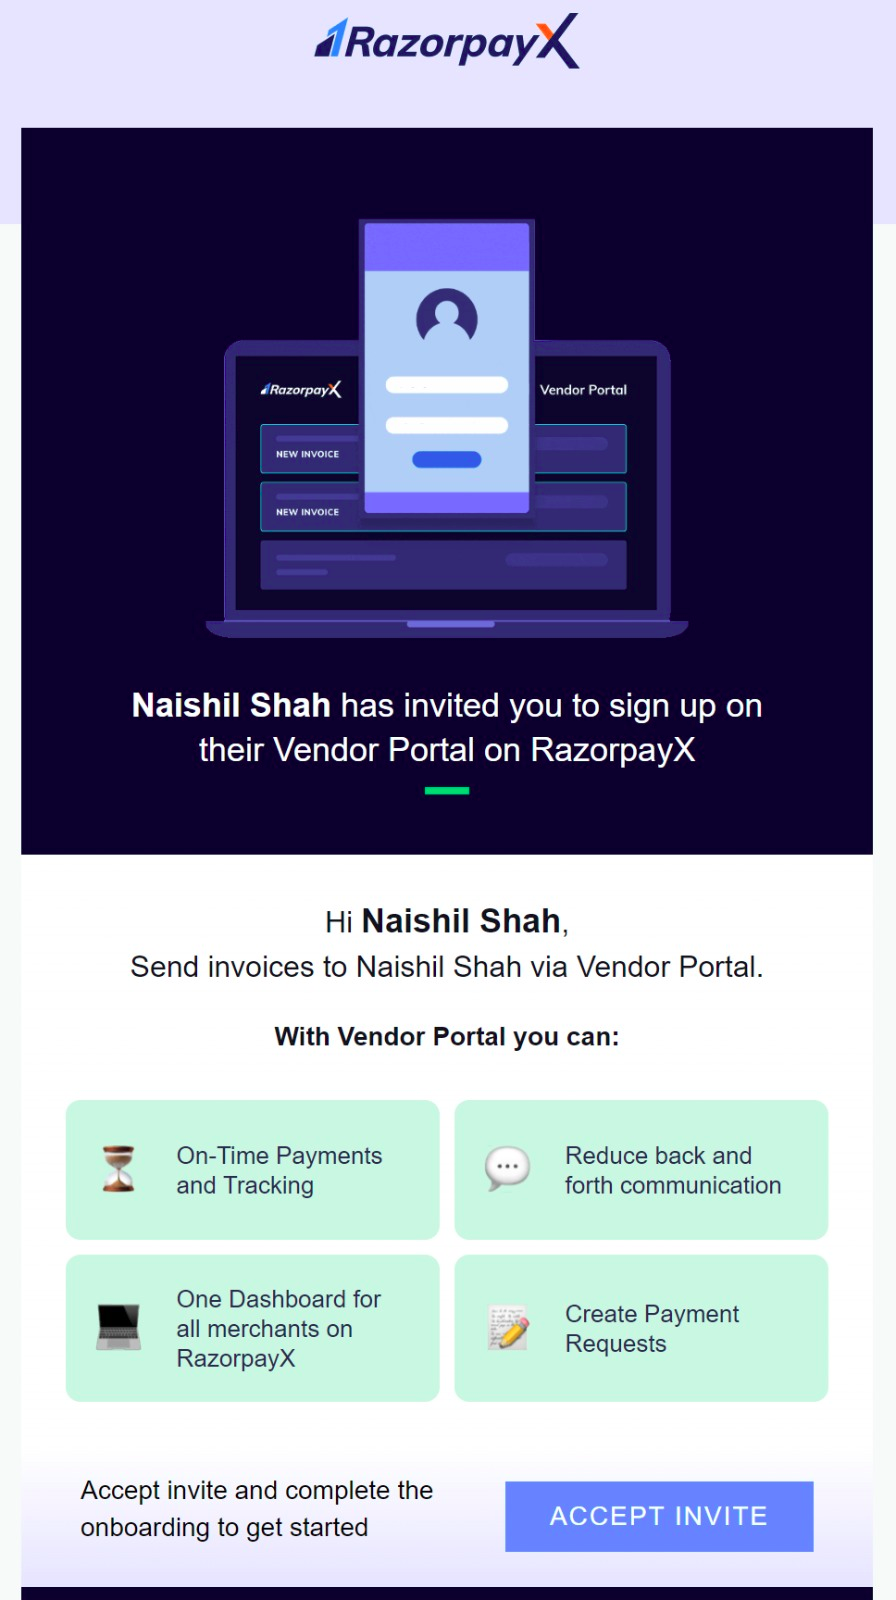 RazorpayX
RazorpayX
Vendor Portal
NEW INVOICE
NEW INVOICE
Naishil Shah has invited you to sign up on
their Vendor Portal on RazorpayX
Hi Naishil Shah,
Send invoices to Naishil Shah via Vendor Portal.
With Vendor Portal you can:
On-Time Payments
and Tracking
Reduce back and
forth communication
One Dashboard for
all merchants on
RazorpayX
Create Payment
Requests
Accept invite and complete the
onboarding to get started
ACCEPT INVITE